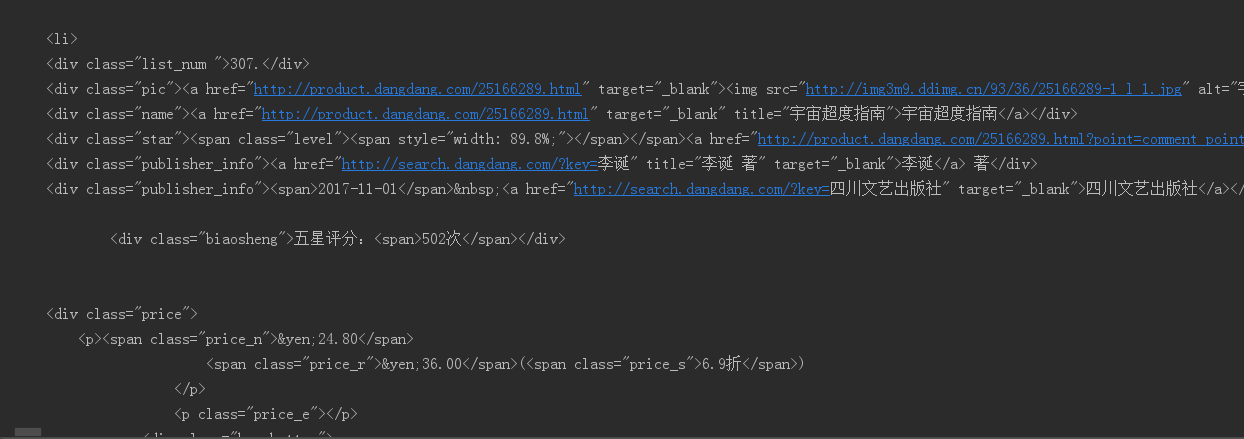 <li>
<div class="list_num ">307.</div>
<div class="pic"><a href="http://product.dangdang.com/25166289.html" target="_blank"><img src="http://img3m9.ddimg.cn/93/36/25166289-1_l_1.jpg" alt="
<div class="name"><a href="http://product.dangdang.com/25166289.html" target="_blank" title="宇宙超度指南">宇宙超度指南</a></div>
<div class="star"><span class="level"><span style="width: 89.8%;"></span></span><a href="http://product.dangdang.com/25166289.html?point=comment_point
<div class="publisher_info"><a href="http://search.dangdang.com/?key=李诞" title="李诞 著" target="_blank">李诞</a> 著</div>
<div class="publisher_info"><span>2017-11-01</span>&nbsp;<a href="http://search.dangdang.com/?key=四川文艺出版社" target="_blank">四川文艺出版社</a></
<div class="biaosheng">五星评分：<span>502次</span></div>
<div class="price">
<p><span class="price_n">&yen;24.80</span>
<span class="price_r">&yen;36.00</span>(<span class="price_s">6.9折</span>)
</p>
<p class="price_e"></p>